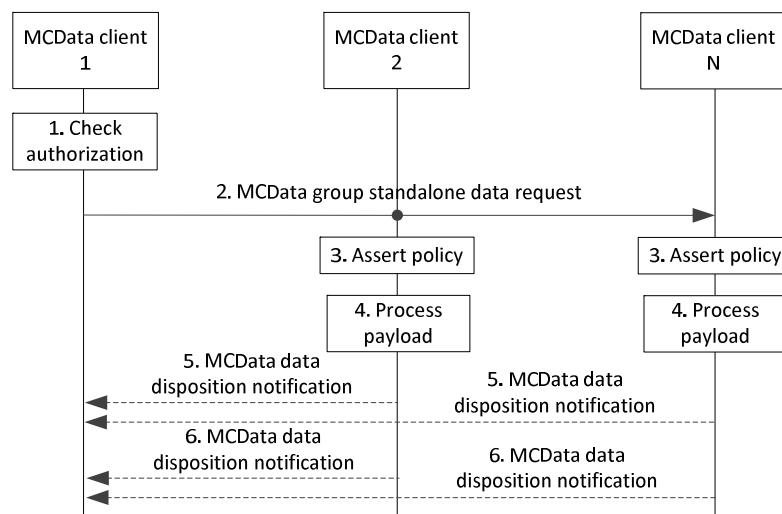 MCData client
1
MCData client
2
MCData client
N
1. Check
authorization
2. MCData group standalone data request
3. Assert policy
3. Assert policy
4. Process
payload
4. Process
payload
5. MCData data
disposition notification
5. MCData data
disposition notification
6. MCData data
disposition notification
6. MCData data
disposition notification